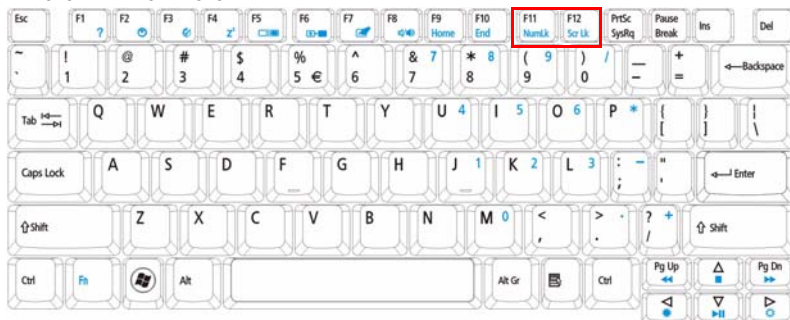 Esc F1 ? F2 F3 F4 zᶻ F5 F6 F7 F8 F9 Home F10 End F11 NumLk F12 Scr Lk PrtSc SysRq Pause Break Ins Del
~ ` ! 1 @ 2 # 3 $ 4 % 5 € ^ 6 & 7 7 * 8 8 ( 9 9 ) / 0 _ - + = Backspace
Tab Q W E R T Y U 4 I 5 O 6 P * { [ } ] | \
Caps Lock A S D F G H J 1 K 2 L 3 : - ; " ' Enter
Shift Z X C V B N M 0 < , > . . ? + / Shift
Ctrl Fn Alt Alt Gr Ctrl Pg Up Pg Dn